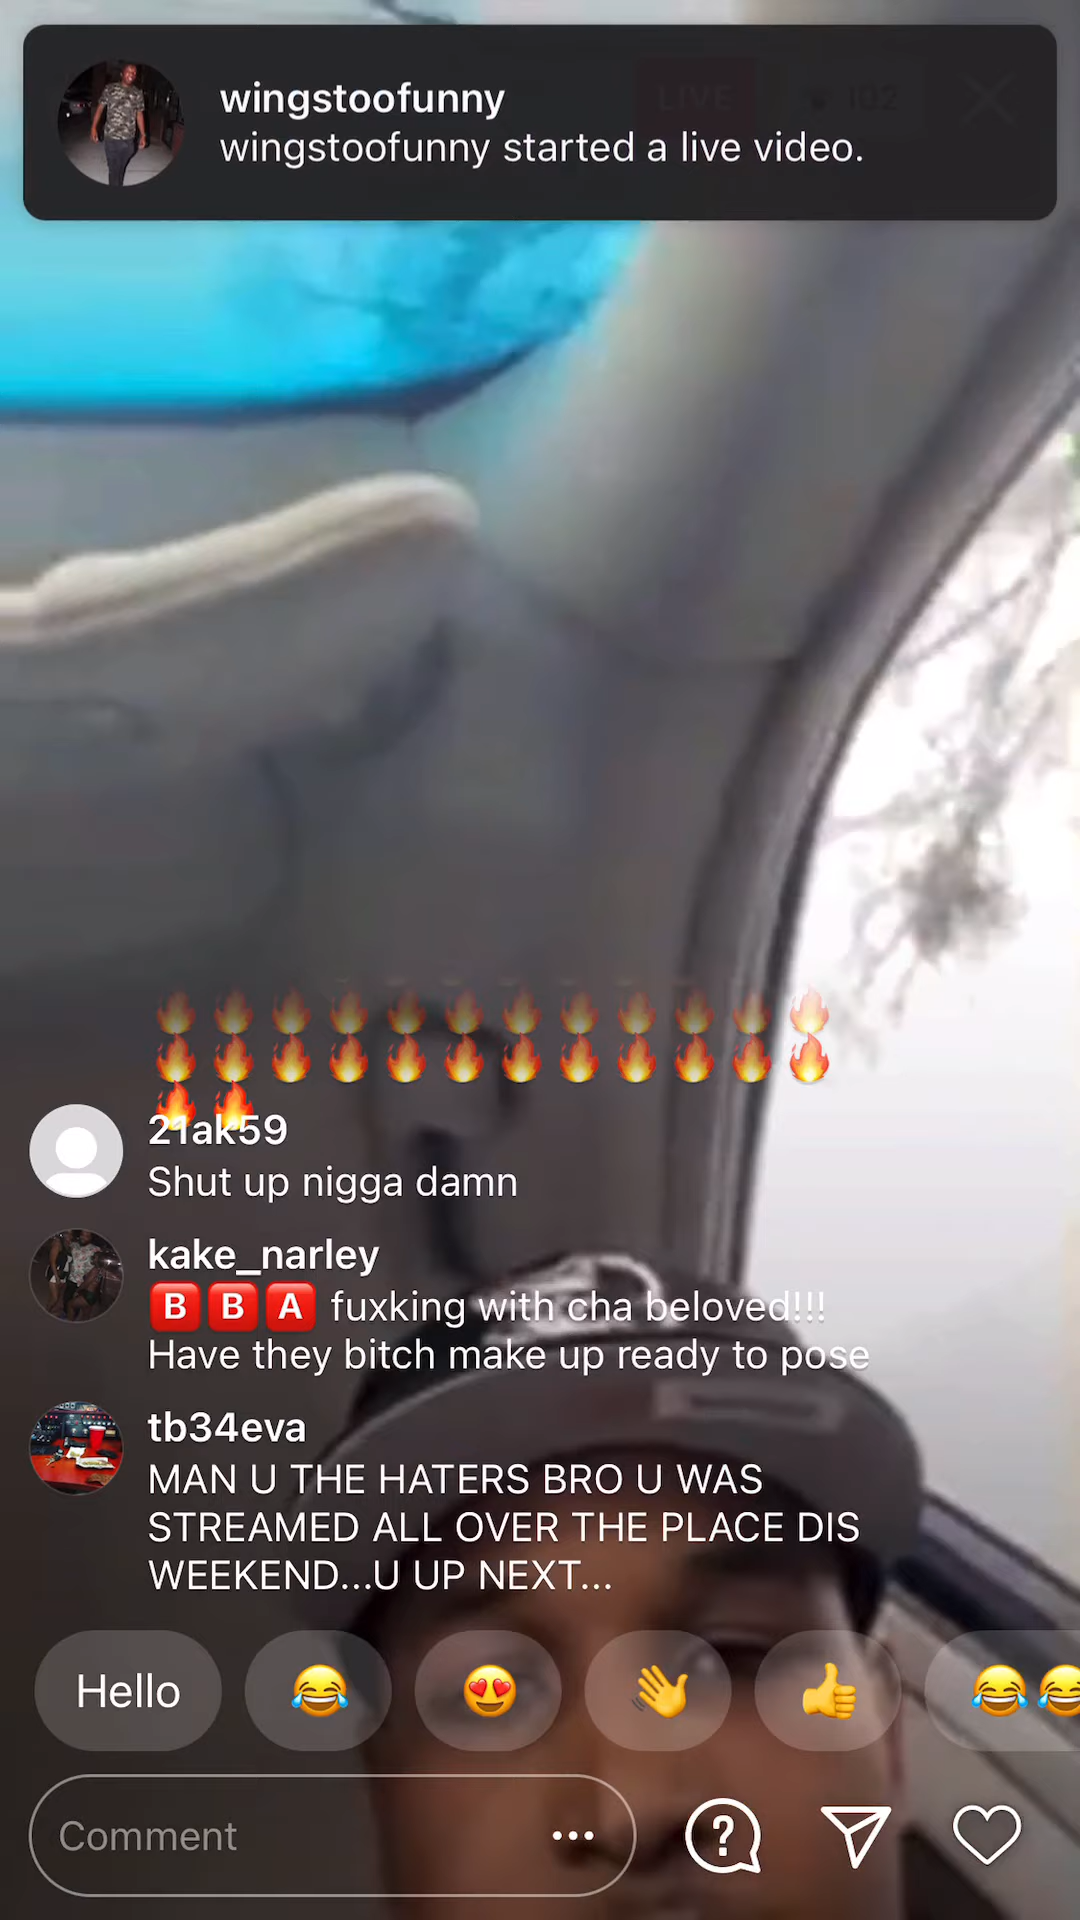 wingstoofunny
wingstoofunny started a live video.
LIVE
102
🔥🔥🔥🔥🔥🔥🔥🔥🔥🔥🔥🔥
🔥🔥🔥🔥🔥🔥🔥🔥🔥🔥🔥🔥
🔥🔥
21ak59
Shut up nigga damn
kake_narley
🅱🅱🅰 fuxking with cha beloved!!!
Have they bitch make up ready to pose
tb34eva
MAN U THE HATERS BRO U WAS
STREAMED ALL OVER THE PLACE DIS
WEEKEND...U UP NEXT...
Hello 😂 😍 👋 👍 😂😂
Comment